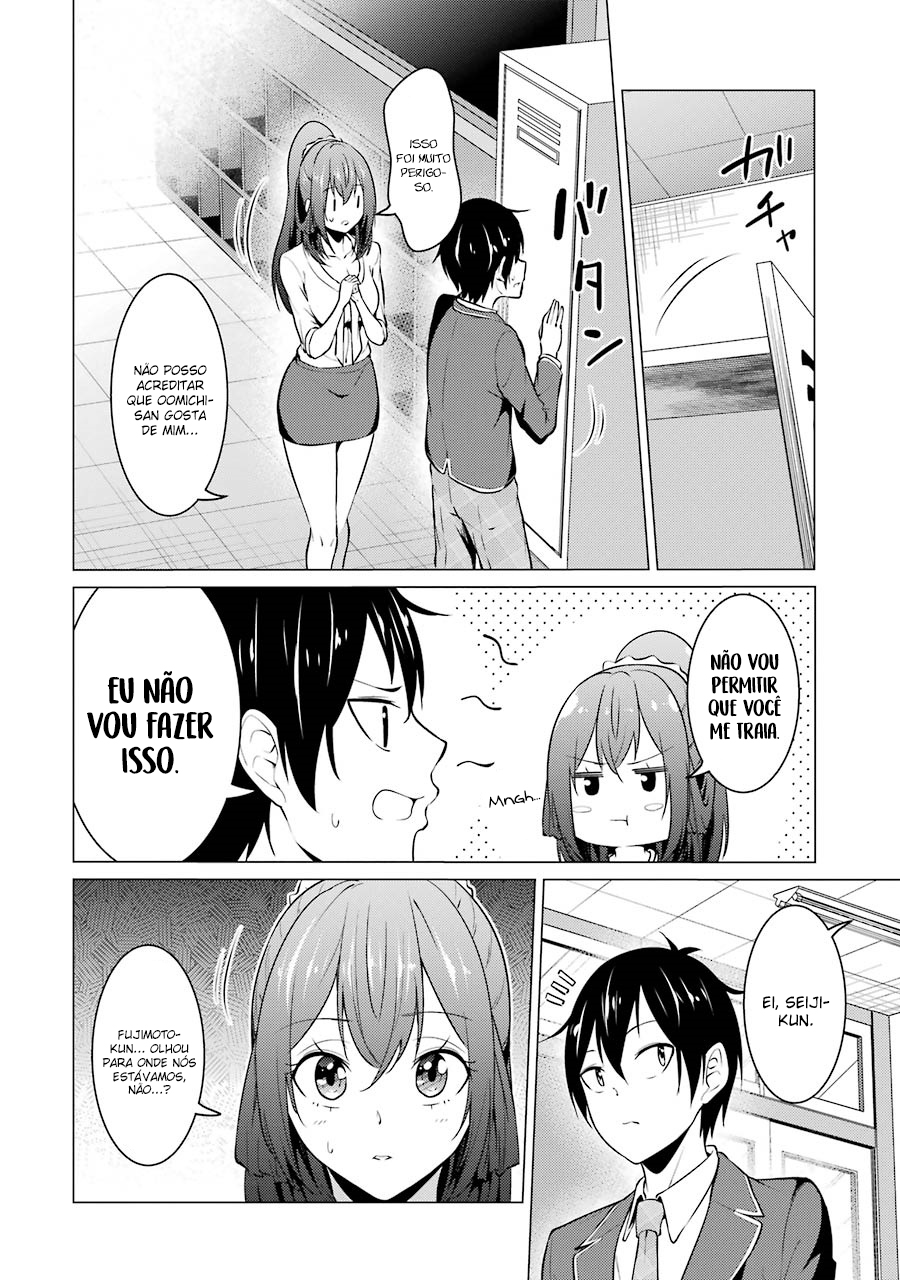 ガチャ
バタン
ISSO
FOI MUITO
PERIGO-
SO.
NÃO POSSO
ACREDITAR
QUE OOMICHI-
SAN GOSTA
DE MIM...
NÃO VOU
PERMITIR
QUE VOCÊ
ME TRAIA.
MNGH...
EU NÃO
VOU FAZER
ISSO.
EI, SEIJI-
KUN.
FUJIMOTO-
KUN... OLHOU
PARA ONDE NÓS
ESTÁVAMOS,
NÃO...?